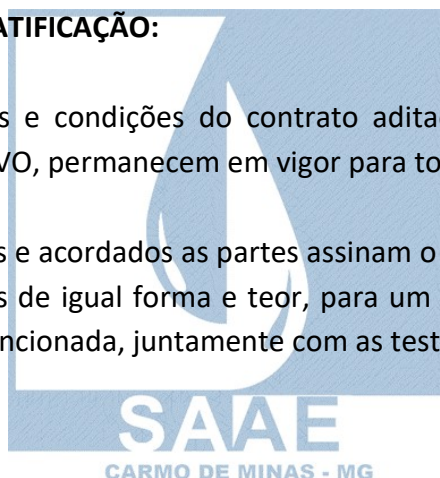 ATIFICAÇÃO:
s e condições do contrato adita
VO, permanecem em vigor para to
s e acordados as partes assinam o
s de igual forma e teor, para um
ncionada, juntamente com as test
SAAE
CARMO DE MINAS - MG